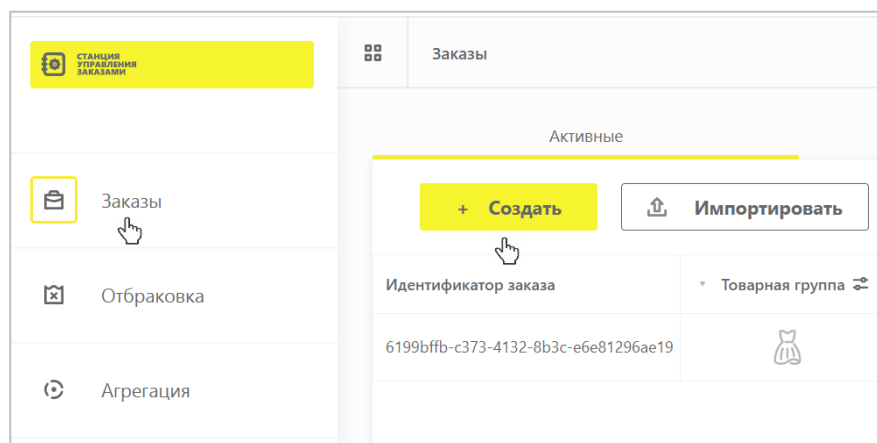 СТАНЦИЯ
УПРАВЛЕНИЯ
ЗАКАЗАМИ
Заказы
Активные
Заказы
+ Создать
Импортировать
Идентификатор заказа
Товарная группа
Отбраковка
6199bffb-c373-4132-8b3c-e6e81296ae19
Агрегация